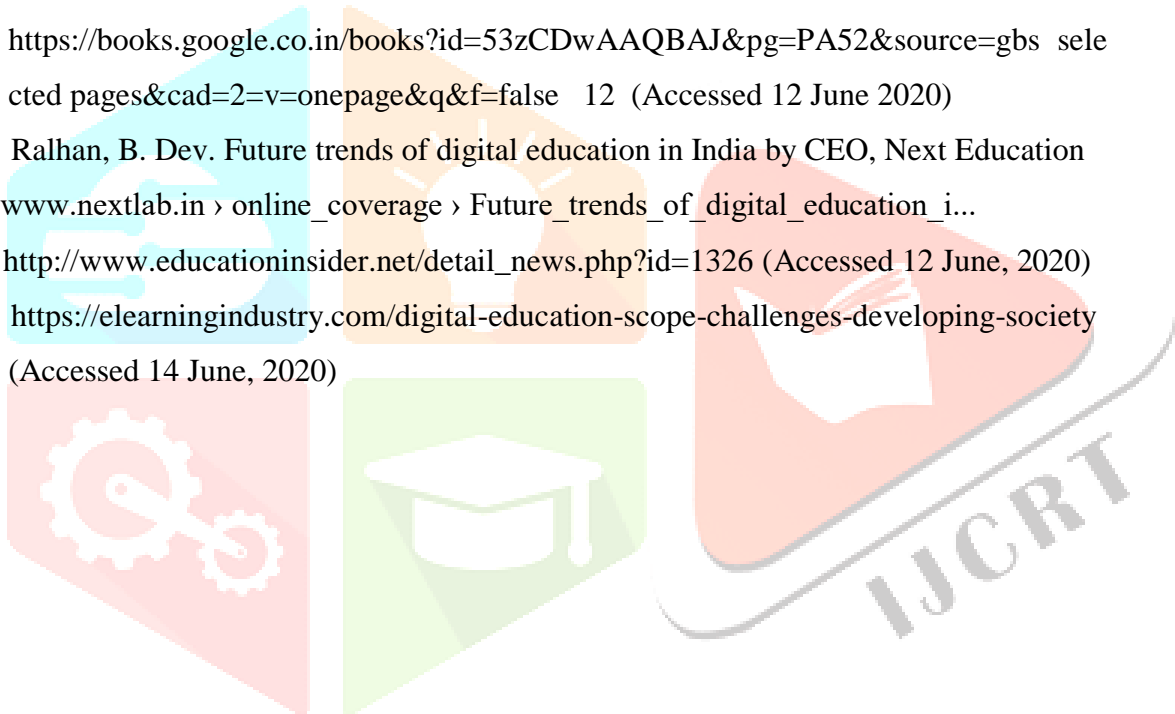 https://books.google.co.in/books?id=53zCDwAAQBAJ&pg=PA52&source=gbs sele
cted pages&cad=2=v=onepage&q&f=false 12 (Accessed 12 June 2020)
Ralhan, B. Dev. Future trends of digital education in India by CEO, Next Education
www.nextlab.in › online_coverage › Future_trends_of_digital_education_i...
http://www.educationinsider.net/detail_news.php?id=1326 (Accessed 12 June, 2020)
https://elearningindustry.com/digital-education-scope-challenges-developing-society
(Accessed 14 June, 2020)
IJCRT